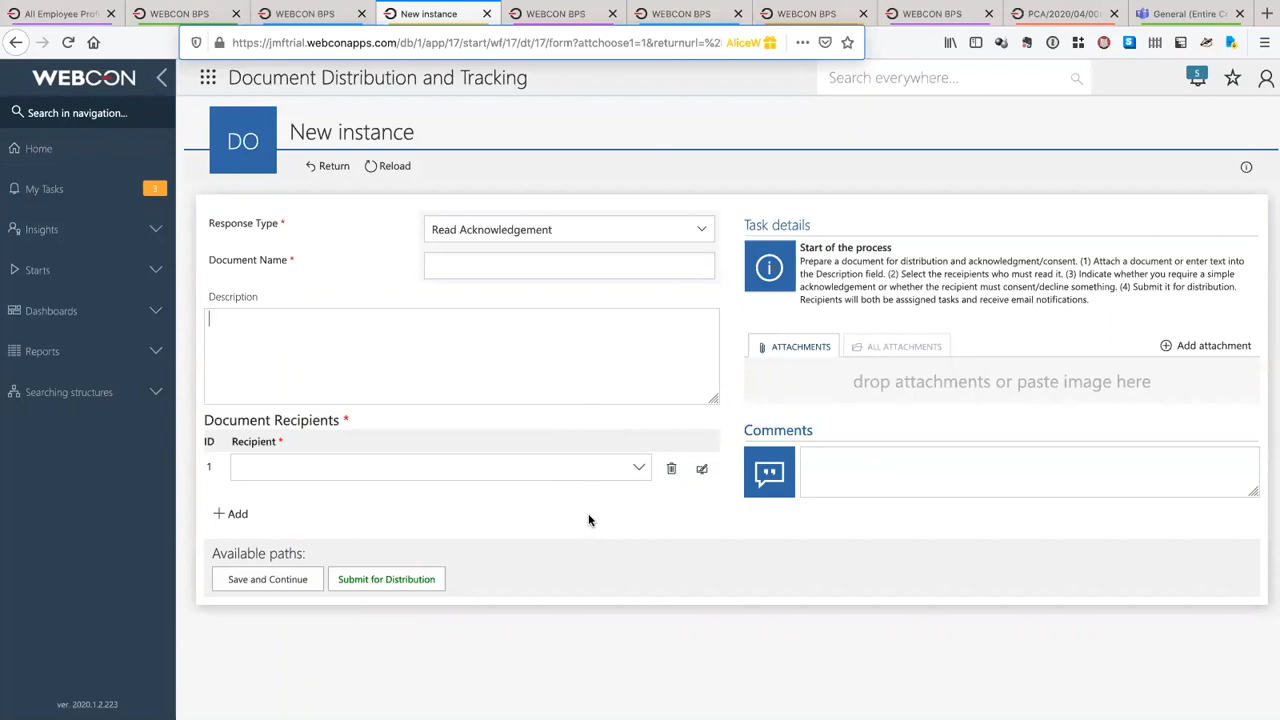 All Employee Prof
WEBCON BPS
WEBCON BPS
New instance
WEBCON BPS
WEBCON BPS
WEBCON BPS
WEBCON BPS
PCA/2020/04/00
General (Entire C
https://jmftrial.webconapps.com/db/1/app/17/start/wf/17/dt/17/form?attchoose1=1&returnurl=%2
AliceW
WEBCON
Document Distribution and Tracking
Search everywhere...
5
Search in navigation...
DO
New instance
Return
Reload
Home
My Tasks
3
Insights
Starts
Dashboards
Reports
Searching structures
Response Type *
Read Acknowledgement
Document Name *
Description
Document Recipients *
ID Recipient *
1
Add
Available paths:
Save and Continue
Submit for Distribution
Task details
Start of the process
Prepare a document for distribution and acknowledgment/consent. (1) Attach a document or enter text into
the Description field. (2) Select the receipients who must read it. (3) Indicate whether you require a simple
acknowledgement or whether the recipient must consent/decline something. (4) Submit it for distribution.
Recipients will both be asssigned tasks and receive email notifications.
ATTACHMENTS
ALL ATTACHMENTS
Add attachment
drop attachments or paste image here
Comments
ver. 2020.1.2.223